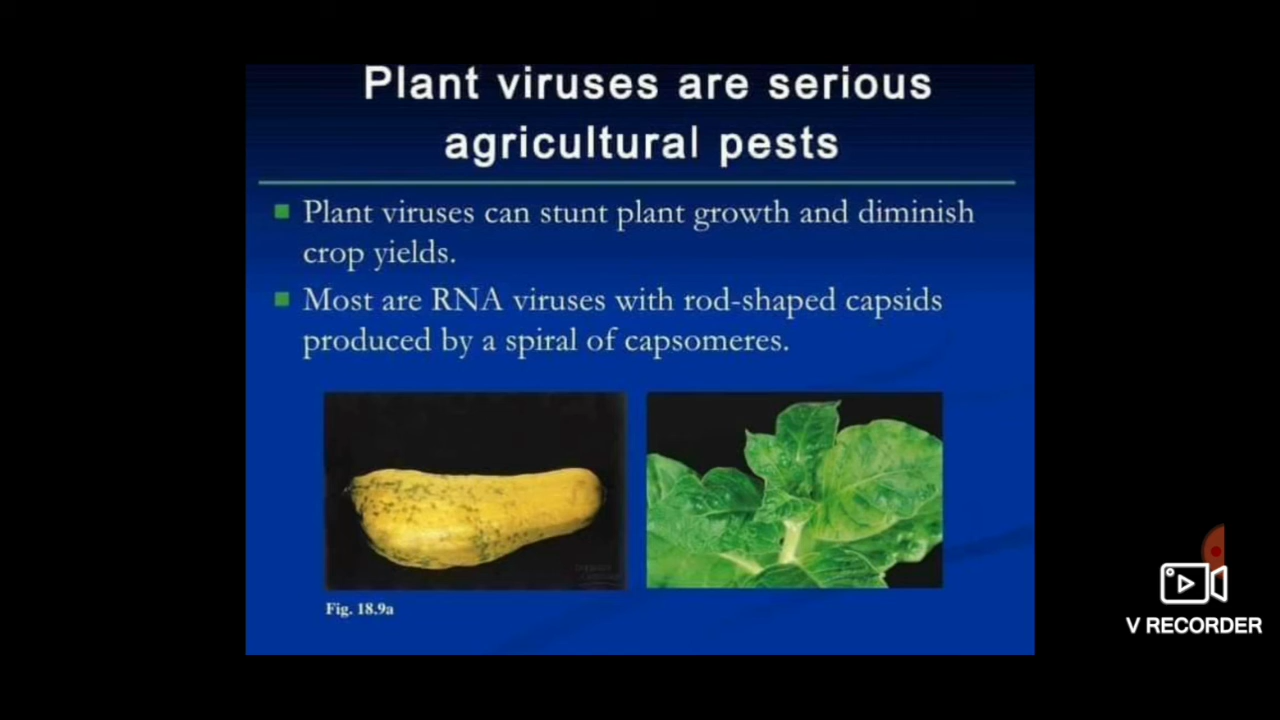 Plant viruses are serious
agricultural pests
Plant viruses can stunt plant growth and diminish
crop yields.
Most are RNA viruses with rod-shaped capsids
produced by a spiral of capsomeres.
Fig. 18.9a
V RECORDER